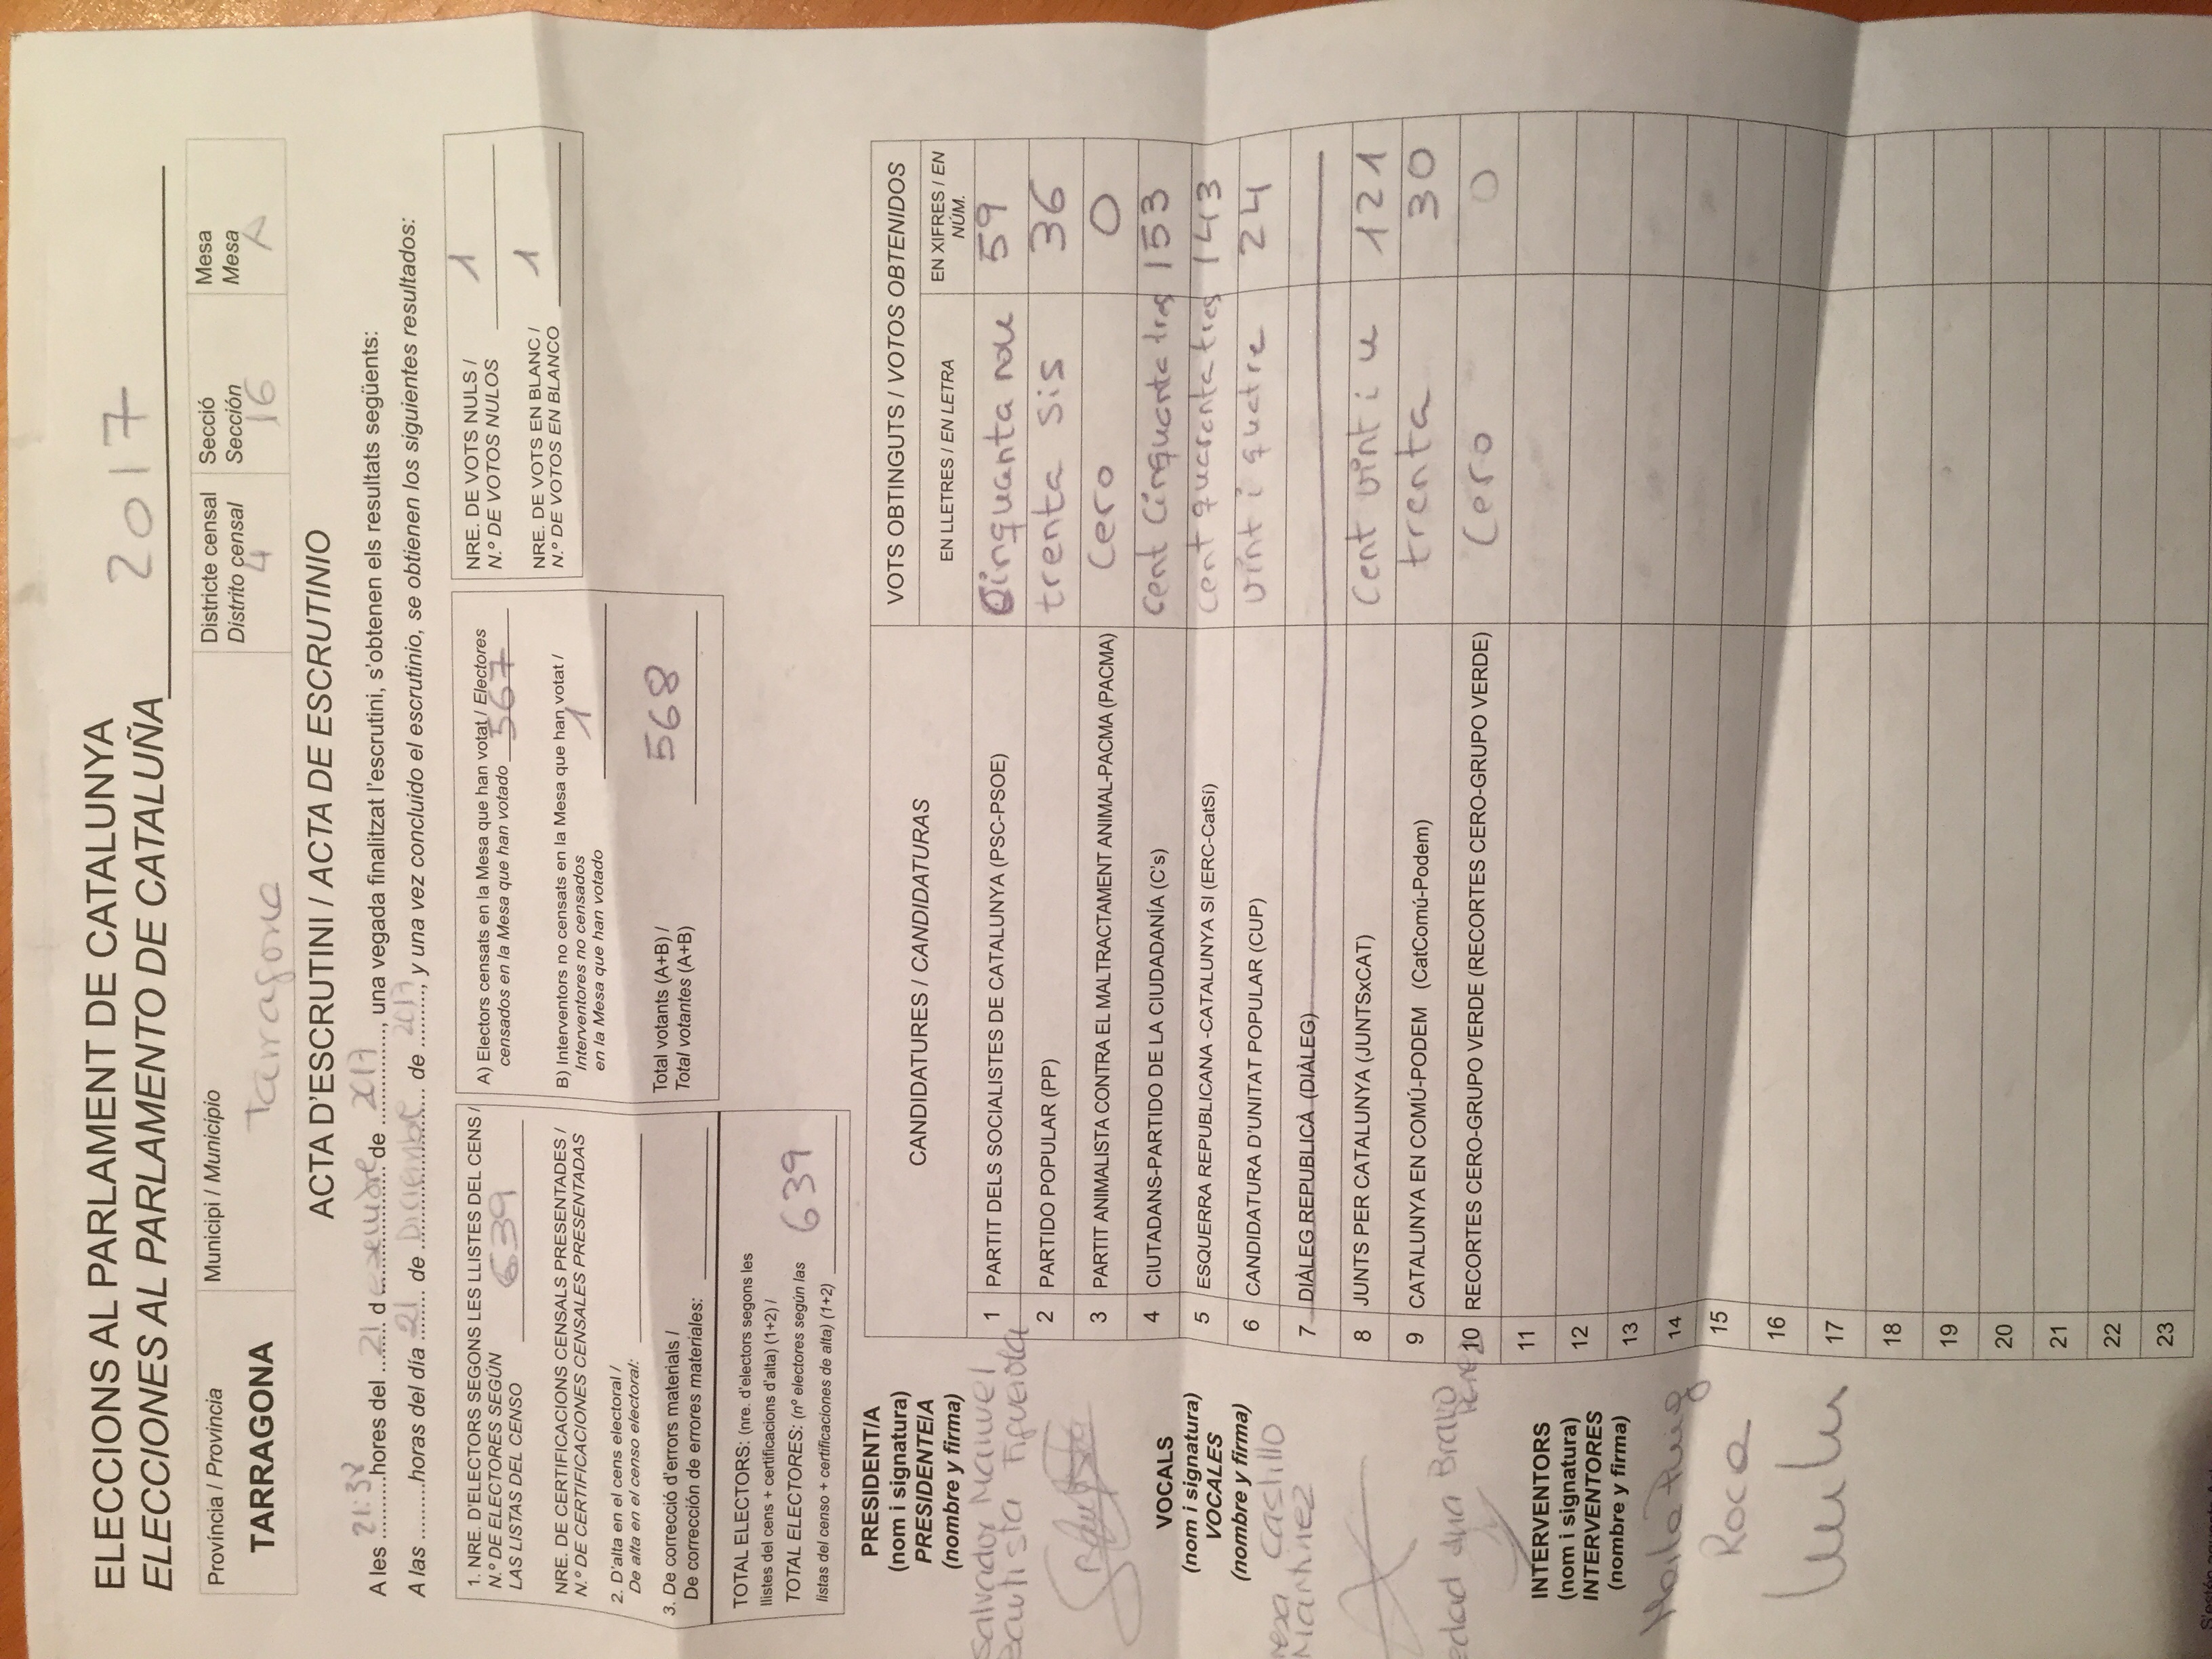 ELECCIONS AL PARLAMENT DE CATALUNYA
ELECCIONES AL PARLAMENTO DE CATALUÑA 2017
Província / Provincia
TARRAGONA
Municipi / Municipio
Tarragona
Districte censal
Distrito censal
4
Secció
Sección
16
Mesa
Mesa
A
ACTA D'ESCRUTINI / ACTA DE ESCRUTINIO
A les 21:38 hores del 21 d esembre de 2017, una vegada finalitzat l'escrutini, s'obtenen els resultats següents:
A las .........horas del día 21 de Diciembre de 2017, y una vez concluido el escrutinio, se obtienen los siguientes resultados:
1. NRE. D'ELECTORS SEGONS LES LLISTES DEL CENS /
N.º DE ELECTORES SEGÚN
LAS LISTAS DEL CENSO 639
NRE. DE CERTIFICACIONS CENSALS PRESENTADES /
N.º DE CERTIFICACIONES CENSALES PRESENTADAS
2. D'alta en el cens electoral /
De alta en el censo electoral:
3. De correcció d'errors materials /
De corrección de errores materiales:
TOTAL ELECTORS: (nre. d'electors segons les
llistes del cens + certificacions d'alta) (1+2) /
TOTAL ELECTORES: (nº electores según las
listas del censo + certificaciones de alta) (1+2) 639
A) Electors censats en la Mesa que han votat / Electores
censados en la Mesa que han votado 567
B) Interventors no censats en la Mesa que han votat /
Interventores no censados
en la Mesa que han votado 1
Total votants (A+B) /
Total votantes (A+B) 568
NRE. DE VOTS NULS /
N.º DE VOTOS NULOS 1
NRE. DE VOTS EN BLANC /
N.º DE VOTOS EN BLANCO 1
PRESIDENT/A
(nom i signatura)
PRESIDENTE/A
(nombre y firma)
Salvador Manuel
Bautista Figuerola
VOCALS
(nom i signatura)
VOCALES
(nombre y firma)
Castillo
Martinez
Ana Bravo
INTERVENTORS
(nom i signatura)
INTERVENTORES
(nombre y firma)
Puig
Roca
CANDIDATURES / CANDIDATURAS
VOTS OBTINGUTS / VOTOS OBTENIDOS
EN LLETRES / EN LETRA
EN XIFRES / EN
NÚM.
1 PARTIT DELS SOCIALISTES DE CATALUNYA (PSC-PSOE) Cinquanta nou 59
2 PARTIDO POPULAR (PP) trenta sis 36
3 PARTIT ANIMALISTA CONTRA EL MALTRACTAMENT ANIMAL-PACMA (PACMA) Cero 0
4 CIUTADANS-PARTIDO DE LA CIUDADANÍA (C's) cent Cinquanta tres 153
5 ESQUERRA REPUBLICANA -CATALUNYA SI (ERC-CatSí) cent quaranta tres 143
6 CANDIDATURA D'UNITAT POPULAR (CUP) vint i quatre 24
7 DIÀLEG REPUBLICÀ (DIÀLEG)
8 JUNTS PER CATALUNYA (JUNTSxCAT) Cent vint i u 121
9 CATALUNYA EN COMÚ-PODEM (CatComú-Podem) trenta 30
10 RECORTES CERO-GRUPO VERDE (RECORTES CERO-GRUPO VERDE) Cero 0
11
12
13
14
15
16
17
18
19
20
21
22
23